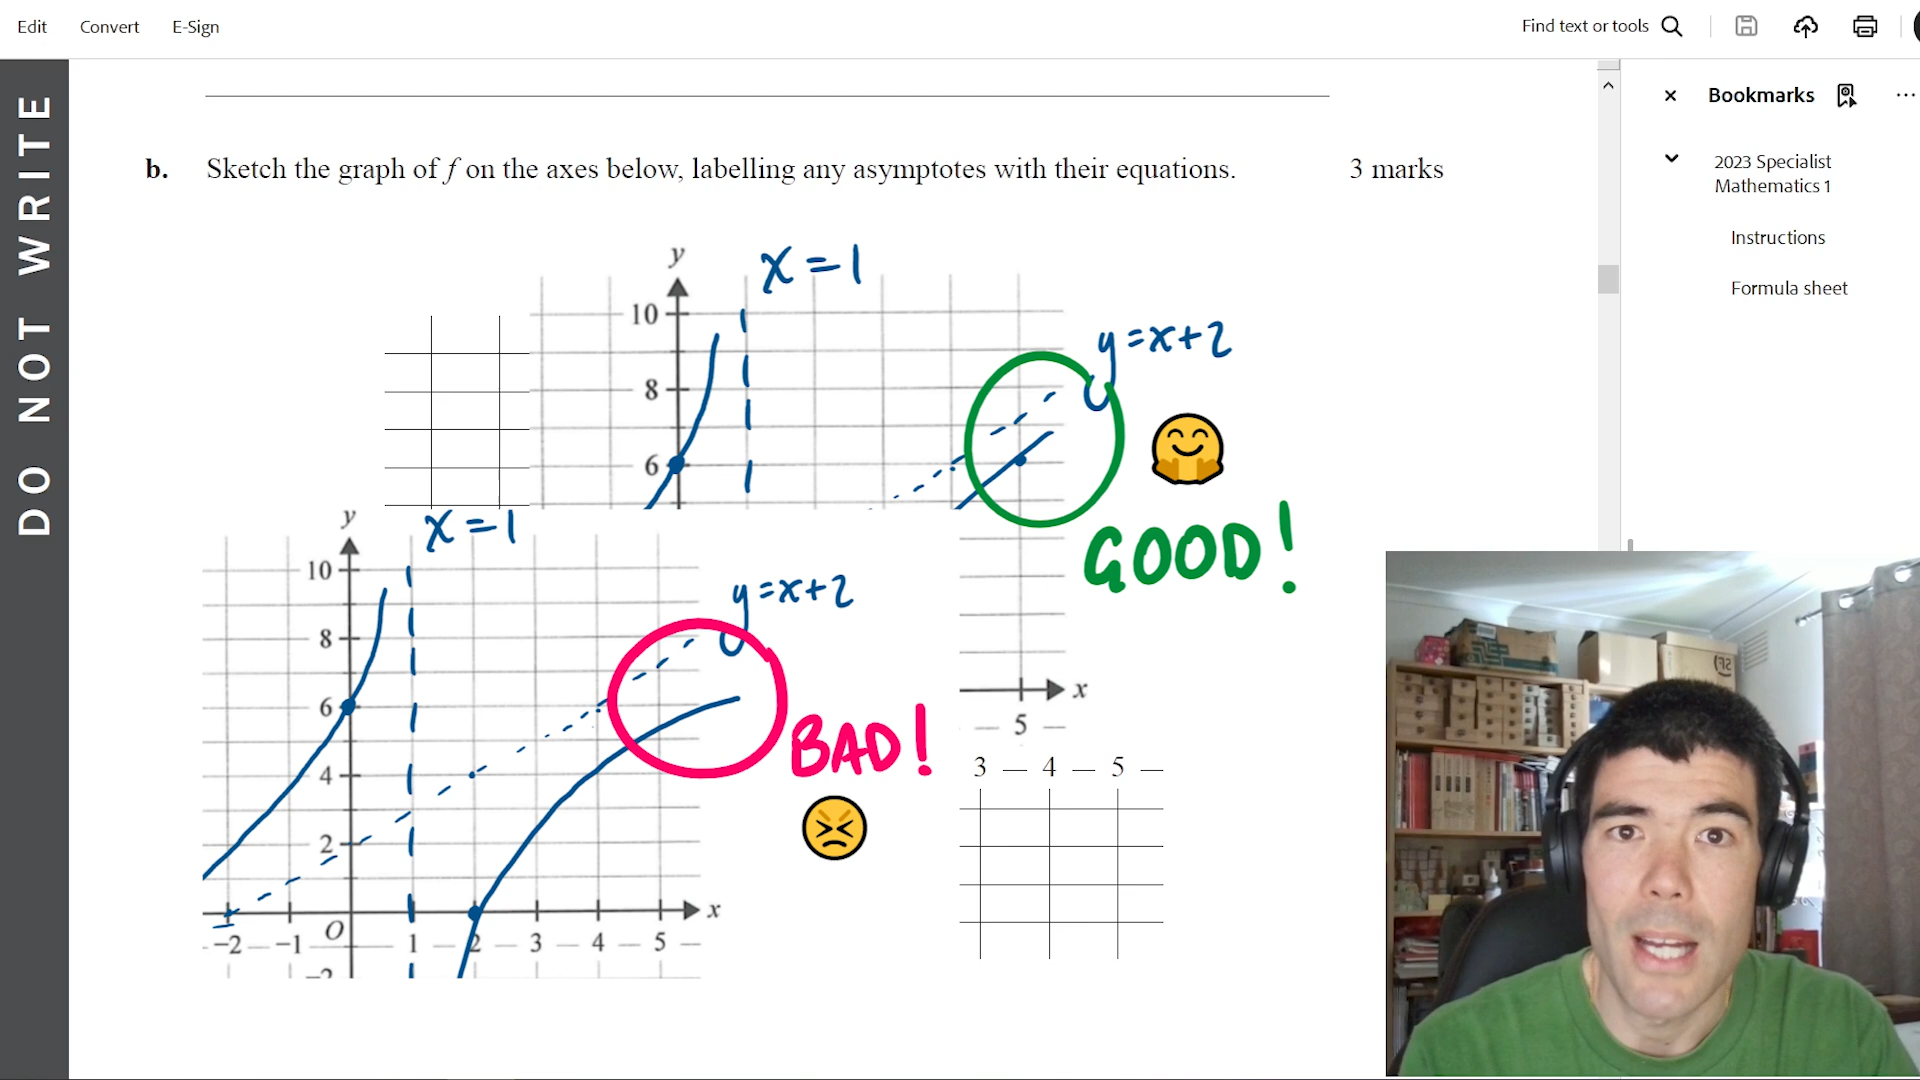 Edit Convert E-Sign
Find text or tools
DO NOT WRITE
Bookmarks
2023 Specialist
Mathematics 1
Instructions
Formula sheet
b. Sketch the graph of f on the axes below, labelling any asymptotes with their equations. 3 marks
y
x = 1
10
8
6
y = x + 2
GOOD!
x
5
3 4 5
y
x = 1
10
8
6
4
2
y = x + 2
BAD!
O
x
-2 -1 1 2 3 4 5